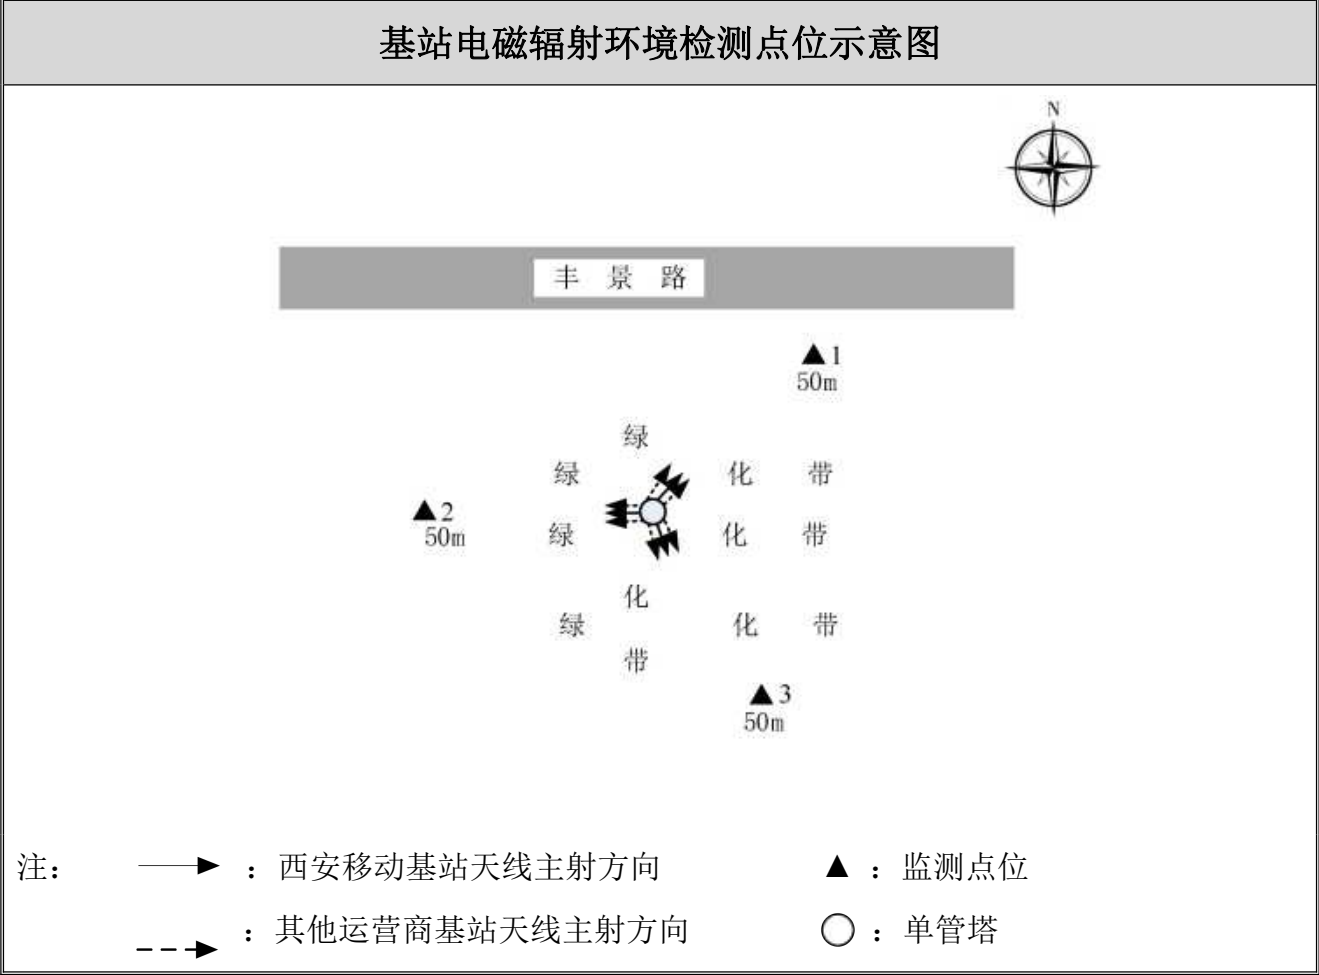 基站电磁辐射环境检测点位示意图
N
丰 景 路
▲1
50m
绿
绿 化 带
▲2
50m
绿 化 带
化
绿 化 带
带
▲3
50m
注： ：西安移动基站天线主射方向 ▲：监测点位
：其他运营商基站天线主射方向 ：单管塔